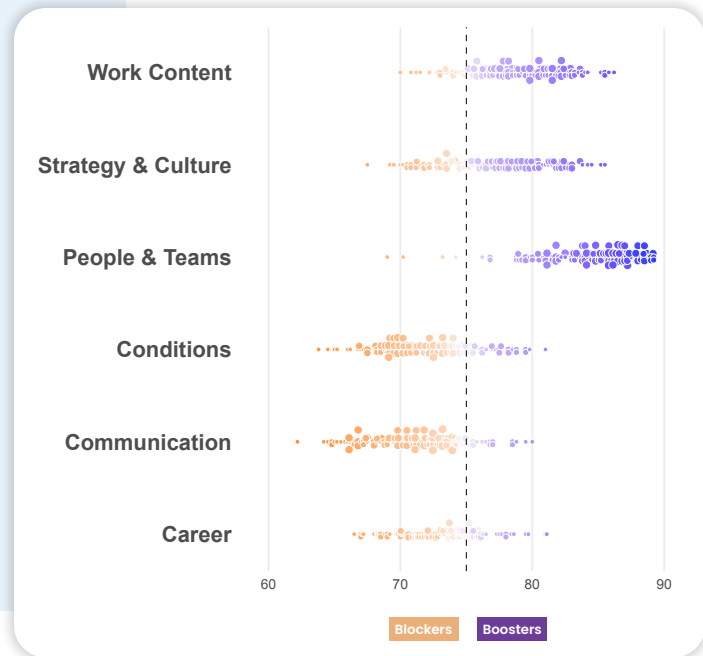 Work Content
Strategy & Culture
People & Teams
Conditions
Communication
Career
60 70 80 90
Blockers Boosters